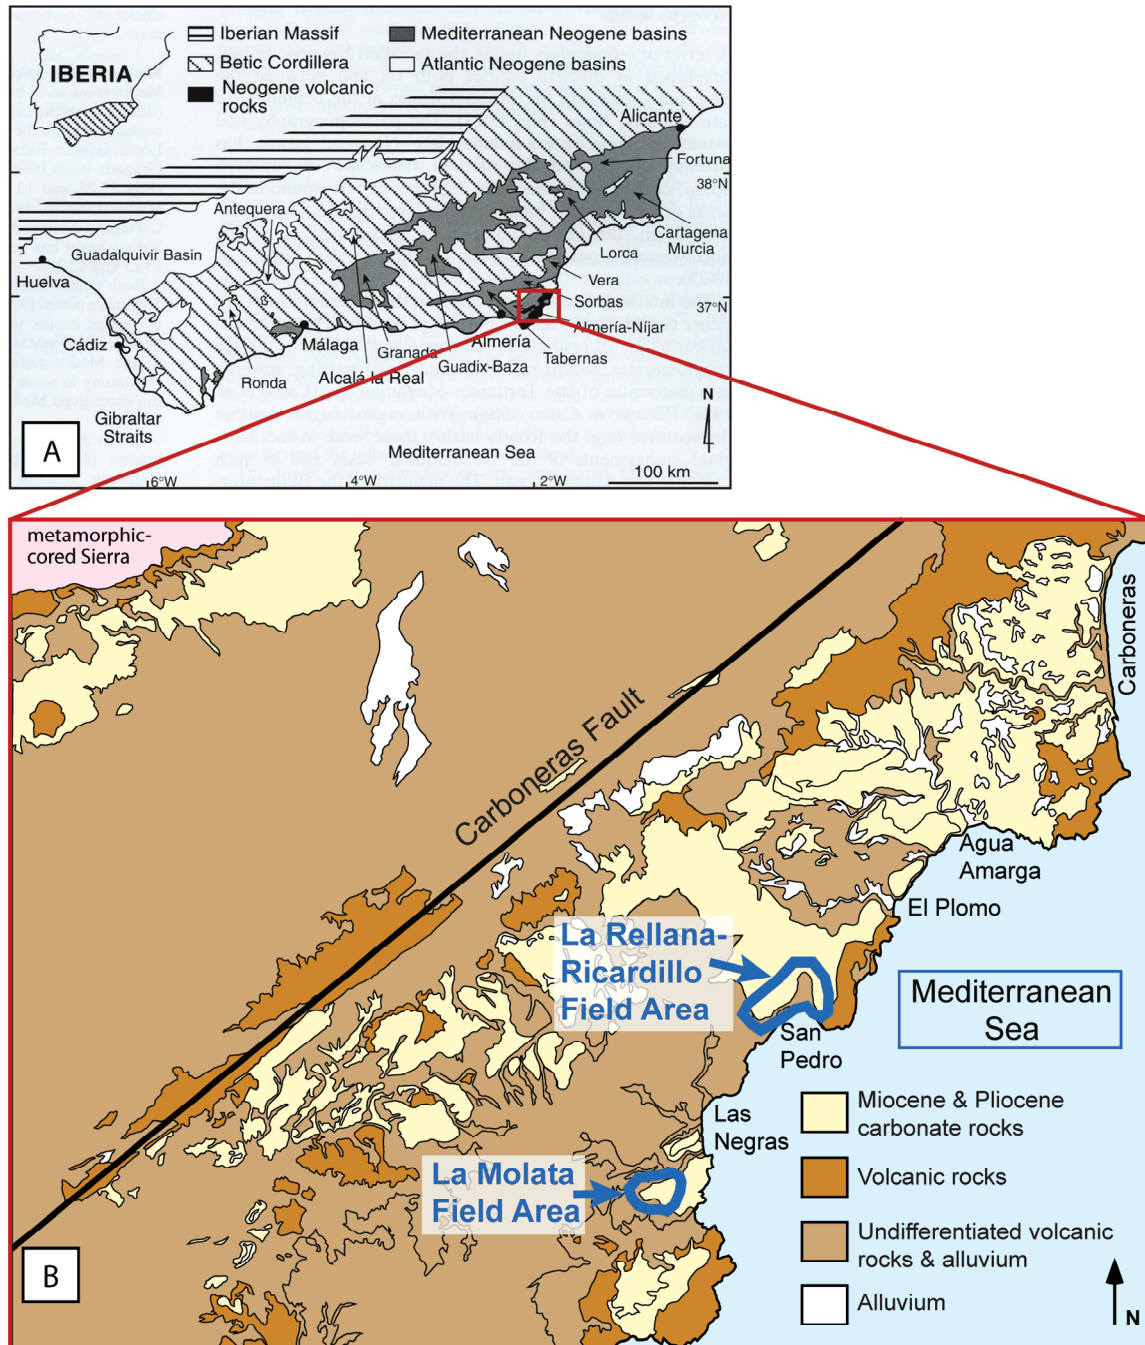 IBERIA
Iberian Massif
Betic Cordillera
Neogene volcanic
rocks
Mediterranean Neogene basins
Atlantic Neogene basins
Alicante
Fortuna
38°N
Cartagena
Murcia
Lorca
Antequera
Guadalquivir Basin
Huelva
Vera
Sorbas
37°N
Almería-Níjar
Cádiz
Málaga
Granada
Almería
Tabernas
Guadix-Baza
Ronda
Alcalá la Real
Gibraltar
Straits
N
Mediterranean Sea
100 km
A
6°W
4°W
2°W
metamorphic-
cored Sierra
Carboneras
Carboneras Fault
Agua
Amarga
El Plomo
La Rellana-
Ricardillo
Field Area
Mediterranean
Sea
San
Pedro
Las
Negras
La Molata
Field Area
Miocene & Pliocene
carbonate rocks
Volcanic rocks
Undifferentiated volcanic
rocks & alluvium
Alluvium
N
B